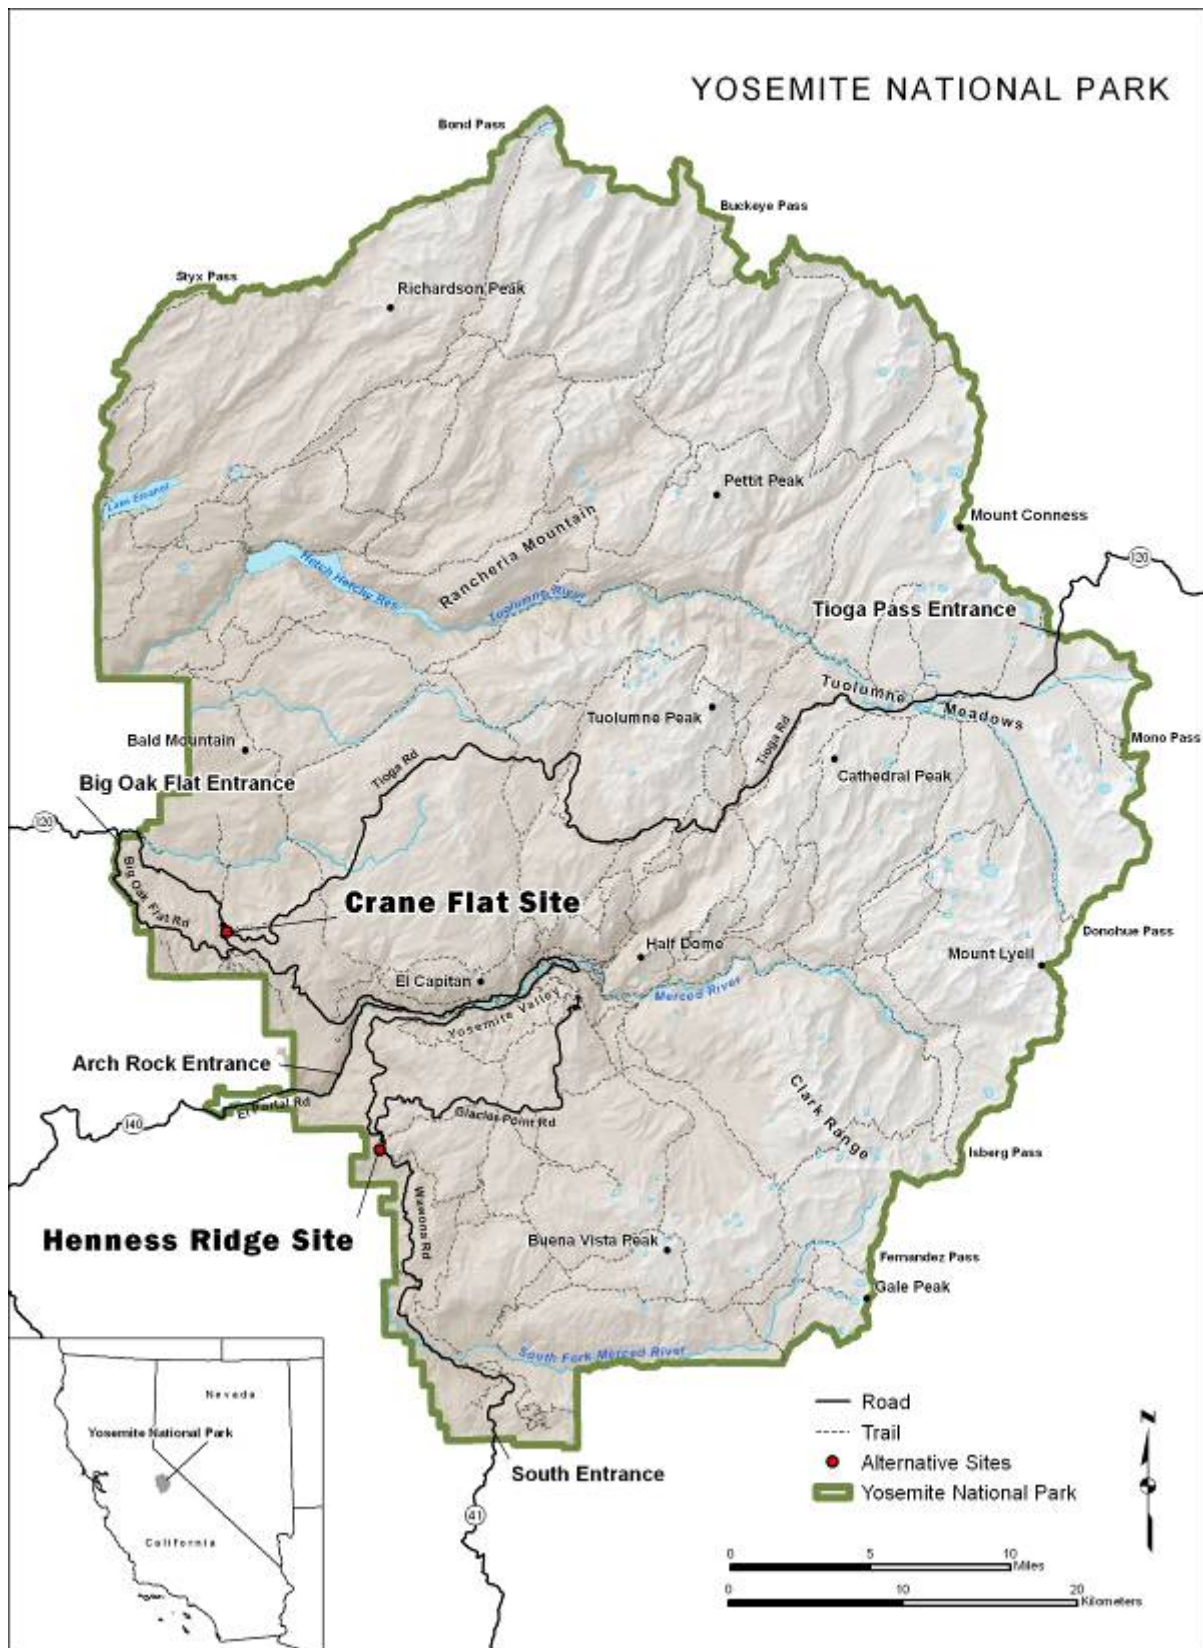 YOSEMITE NATIONAL PARK
Bond Pass
Buckeye Pass
Styx Pass
Richardson Peak
Pettit Peak
Lake Eleanor
Mount Conness
Rancheria Mountain
120
Hetch Hetchy Res
Tuolumne River
Tioga Pass Entrance
Tuolumne Meadows
Tuolumne Peak
Bald Mountain
Tioga Rd
Tioga Rd
Mono Pass
Cathedral Peak
Big Oak Flat Entrance
120
Big Oak Flat Rd
Crane Flat Site
Half Dome
Donohue Pass
Mount Lyell
El Capitan
Merced River
Yosemite Valley
Arch Rock Entrance
El Portal Rd
140
Glacier Point Rd
Clark Range
Isberg Pass
Henness Ridge Site
Wawona Rd
Buena Vista Peak
Fernandez Pass
Gale Peak
South Fork Merced River
Nevada
Yosemite National Park
California
South Entrance
41
Road
Trail
Alternative Sites
Yosemite National Park
N
0 5 10
Miles
0 10 20
Kilometers